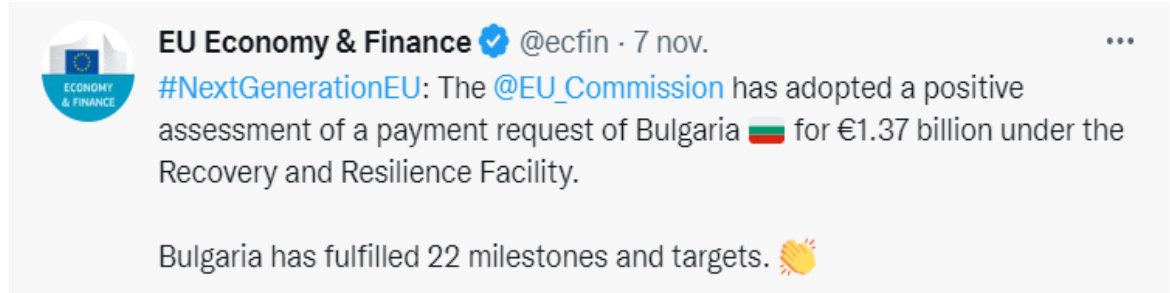 EU Economy & Finance @ecfin · 7 nov.
ECONOMY
& FINANCE
#NextGenerationEU: The @EU_Commission has adopted a positive
assessment of a payment request of Bulgaria 🇧🇬 for €1.37 billion under the
Recovery and Resilience Facility.
Bulgaria has fulfilled 22 milestones and targets. 👏